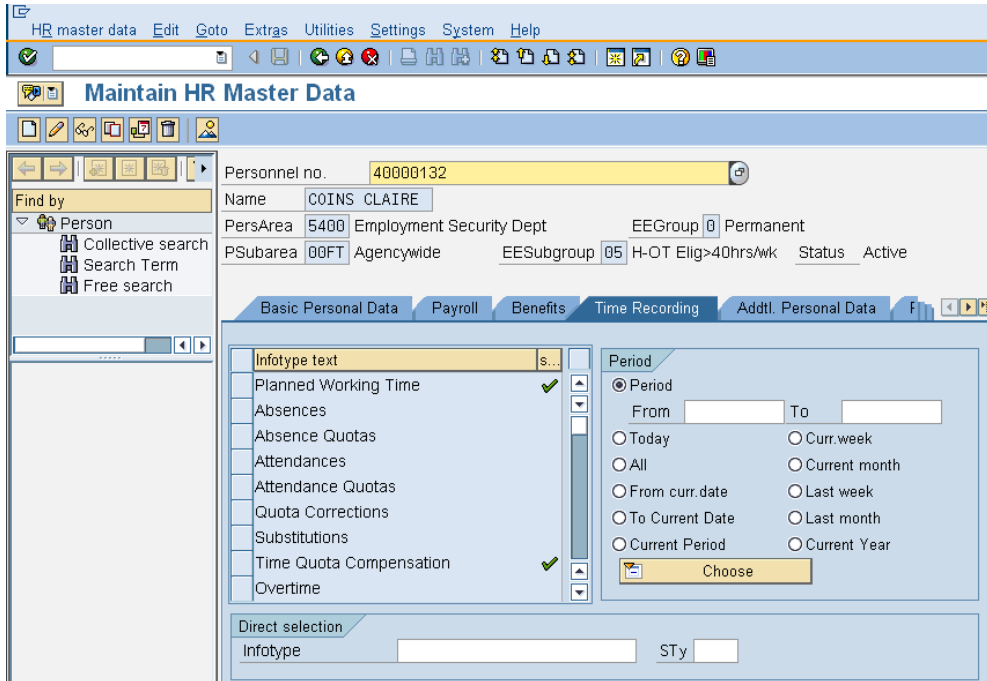 HR master data Edit Goto Extras Utilities Settings System Help
Maintain HR Master Data
Find by
Person
Collective search
Search Term
Free search
Personnel no. 40000132
Name COINS CLAIRE
PersArea 5400 Employment Security Dept EEGroup 0 Permanent
PSubarea 00FT Agencywide EESubgroup 05 H-OT Elig>40hrs/wk Status Active
Basic Personal Data Payroll Benefits Time Recording Addtl. Personal Data
Infotype text s...
Planned Working Time
Absences
Absence Quotas
Attendances
Attendance Quotas
Quota Corrections
Substitutions
Time Quota Compensation
Overtime
Period
Period
From To
Today Curr.week
All Current month
From curr.date Last week
To Current Date Last month
Current Period Current Year
Choose
Direct selection
Infotype STy